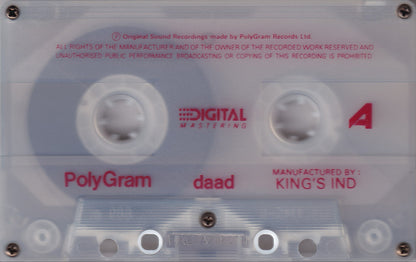 Ⓟ Original Sound Recordings made by PolyGram Records Ltd.
ALL RIGHTS OF THE MANUFACTURER AND OF THE OWNER OF THE RECORDED WORK RESERVED AND
UNAUTHORISED PUBLIC PERFORMANCE BROADCASTING OR COPYING OF THIS RECORDING IS PROHIBITED
DIGITAL
MASTERING
A
PolyGram
daad
MANUFACTURED BY :
KING'S IND